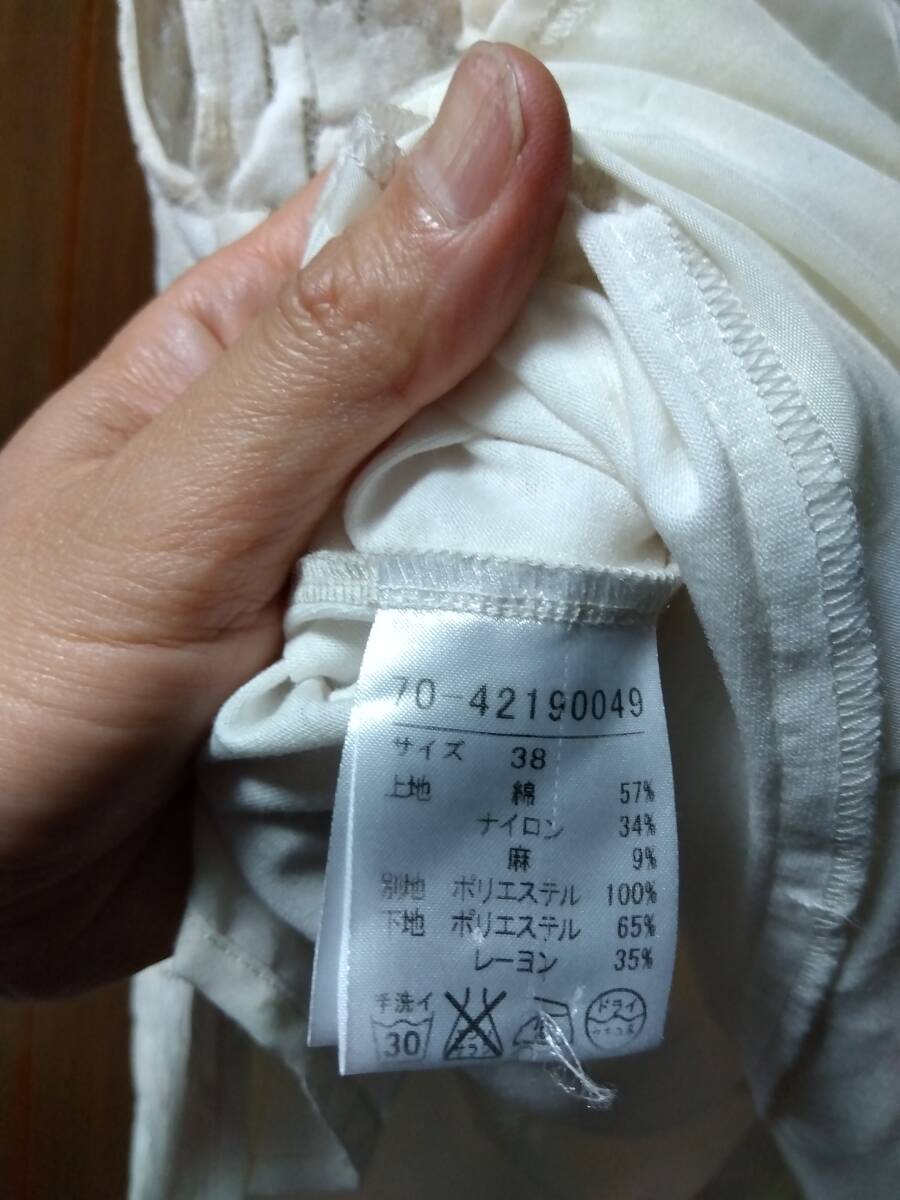 70-42190049
サイズ 38
上地 綿 57%
ナイロン 34%
麻 9%
別地 ポリエステル 100%
下地 ポリエステル 65%
レーヨン 35%
手洗イ
30
ドライ